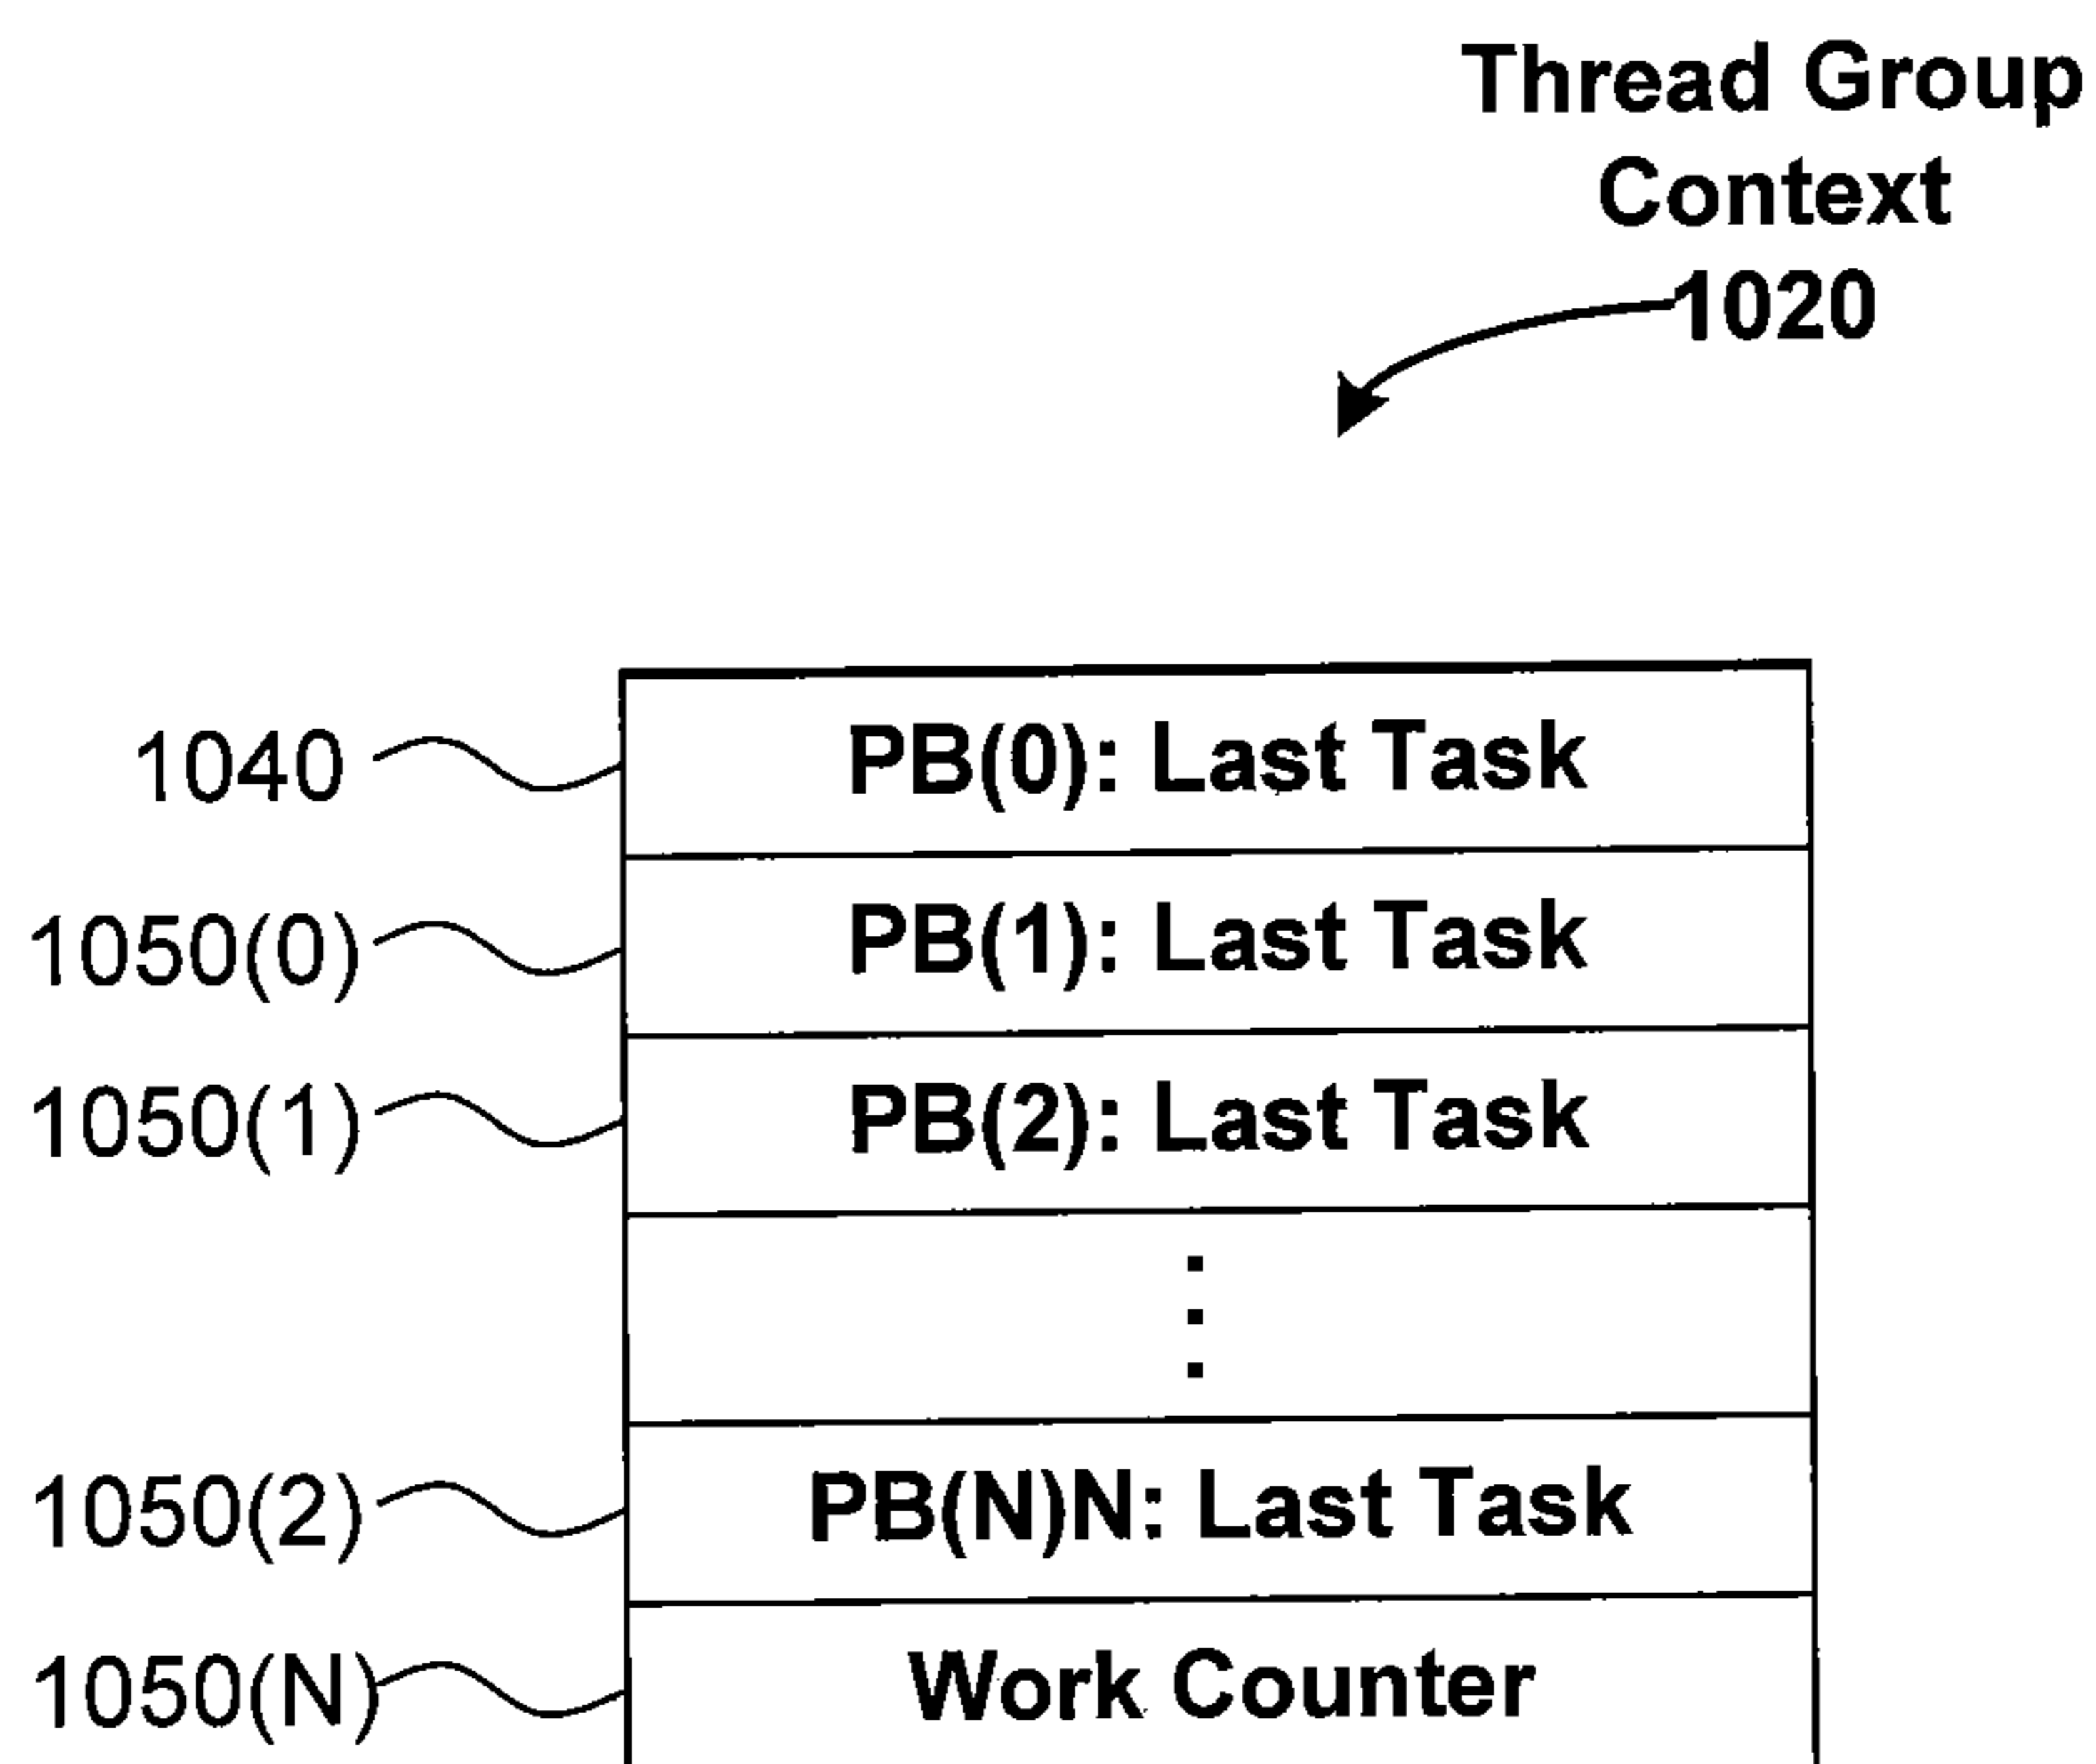 Thread Group
Context
1020
1040 PB(0): Last Task
1050(0) PB(1): Last Task
1050(1) PB(2): Last Task
1050(2) PB(N)N: Last Task
1050(N) Work Counter